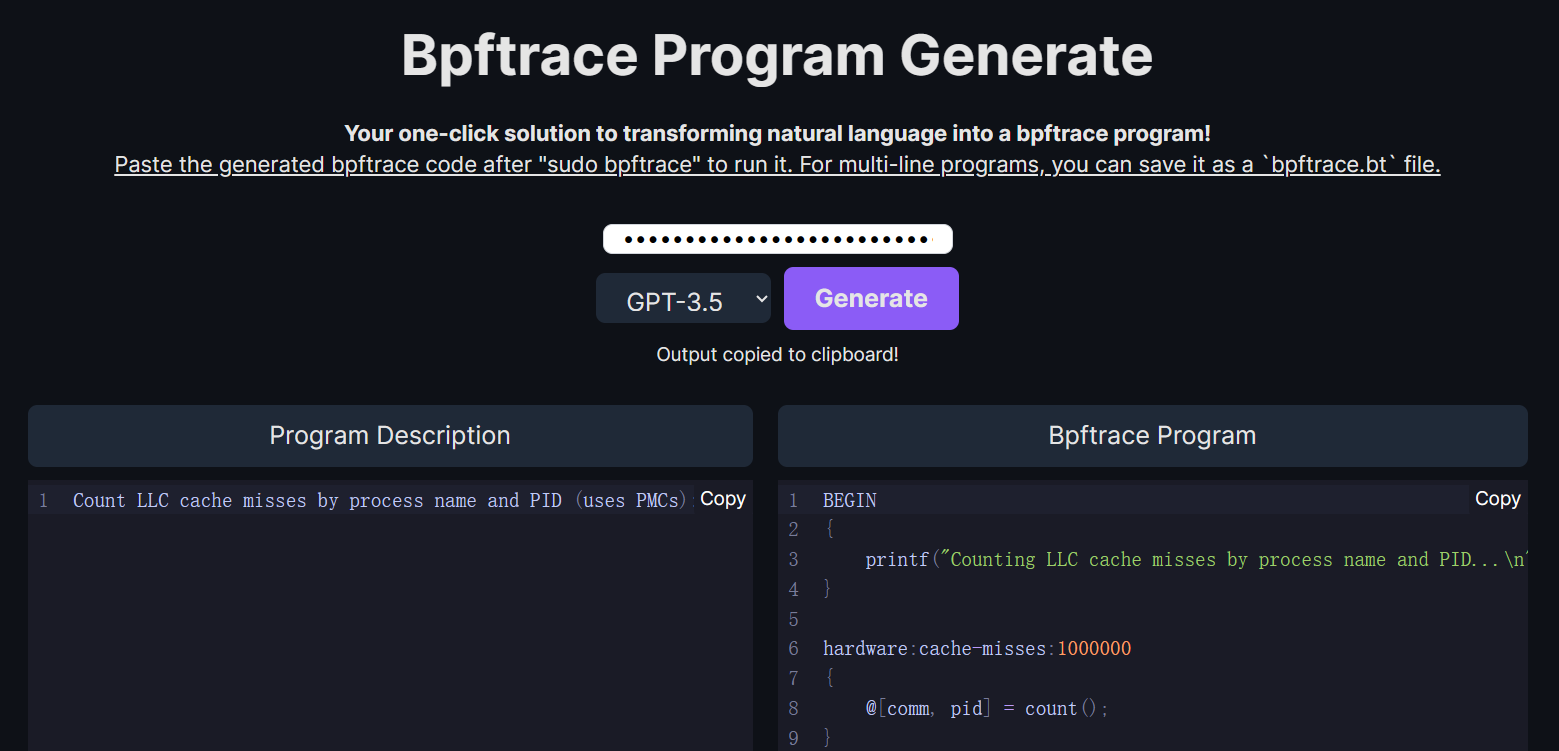 Bpftrace Program Generate
Your one-click solution to transforming natural language into a bpftrace program!
Paste the generated bpftrace code after "sudo bpftrace" to run it. For multi-line programs, you can save it as a `bpftrace.bt` file.
••••••••••••••••••••••••••
GPT-3.5
Generate
Output copied to clipboard!
Program Description
Bpftrace Program
1 Count LLC cache misses by process name and PID (uses PMCs):
Copy
1 BEGIN
Copy
2 {
3     printf("Counting LLC cache misses by process name and PID...\n"
4 }
5
6 hardware:cache-misses:1000000
7 {
8     @[comm, pid] = count();
9 }